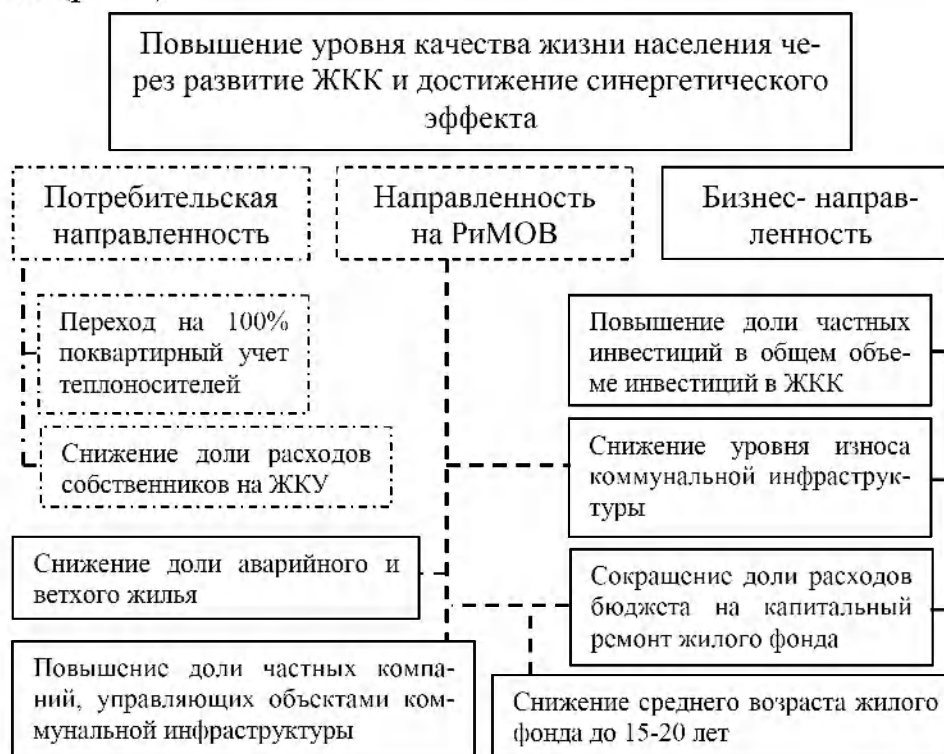 Повышение уровня качества жизни населения че-
рез развитие ЖКК и достижение синергетического
эффекта
Потребительская
направленность
Направленность
на РиМОВ
Бизнес- направ-
ленность
Переход на 100%
поквартирный учет
теплоносителей
Повышение доли частных
инвестиций в общем объе-
ме инвестиций в ЖКК
Снижение доли расходов
собственников на ЖКУ
Снижение уровня износа
коммунальной инфраструк-
туры
Снижение доли аварийного и
ветхого жилья
Сокращение доли расходов
бюджета на капитальный
ремонт жилого фонда
Повышение доли частных компа-
ний, управляющих объектами ком-
мунальной инфраструктуры
Снижение среднего возраста жилого
фонда до 15-20 лет